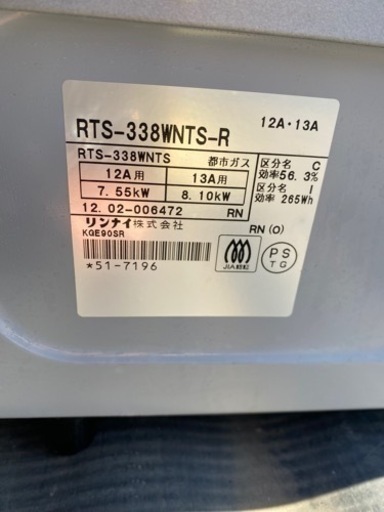 RTS-338WNTS-R 12A・13A
RTS-338WNTS 都市ガス
12A用 13A用
7.55kW 8.10kW
区分名 C
効率56.3%
区分名 I
効率 265Wh
12.02-006472 RN
リンナイ株式会社
KGE90SR
RN(O)
*51-7196
JIA
PS
TG